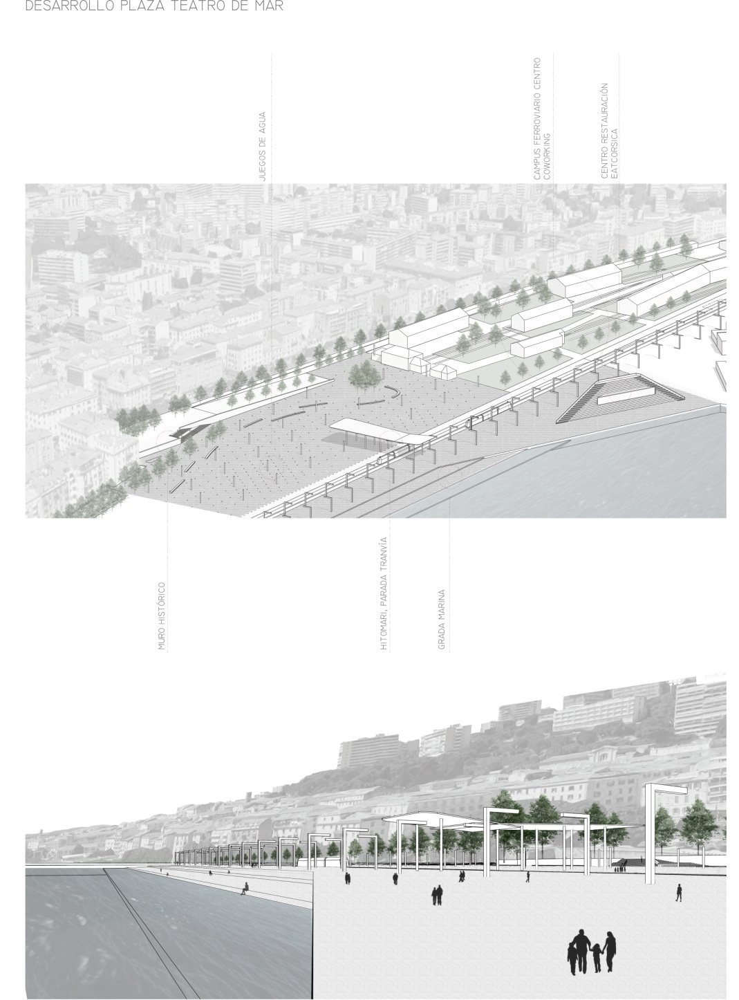 DESARROLLO PLAZA TEATRO DE MAR
JUEGOS DE AGUA
CAMPUS FERROVIARIO CENTRO
COWORKING
CENTRO RESTAURACIÓN
EATCORSICA
MURO HISTÓRICO
HITOMARI, PARADA TRANVÍA
GRADA MARINA